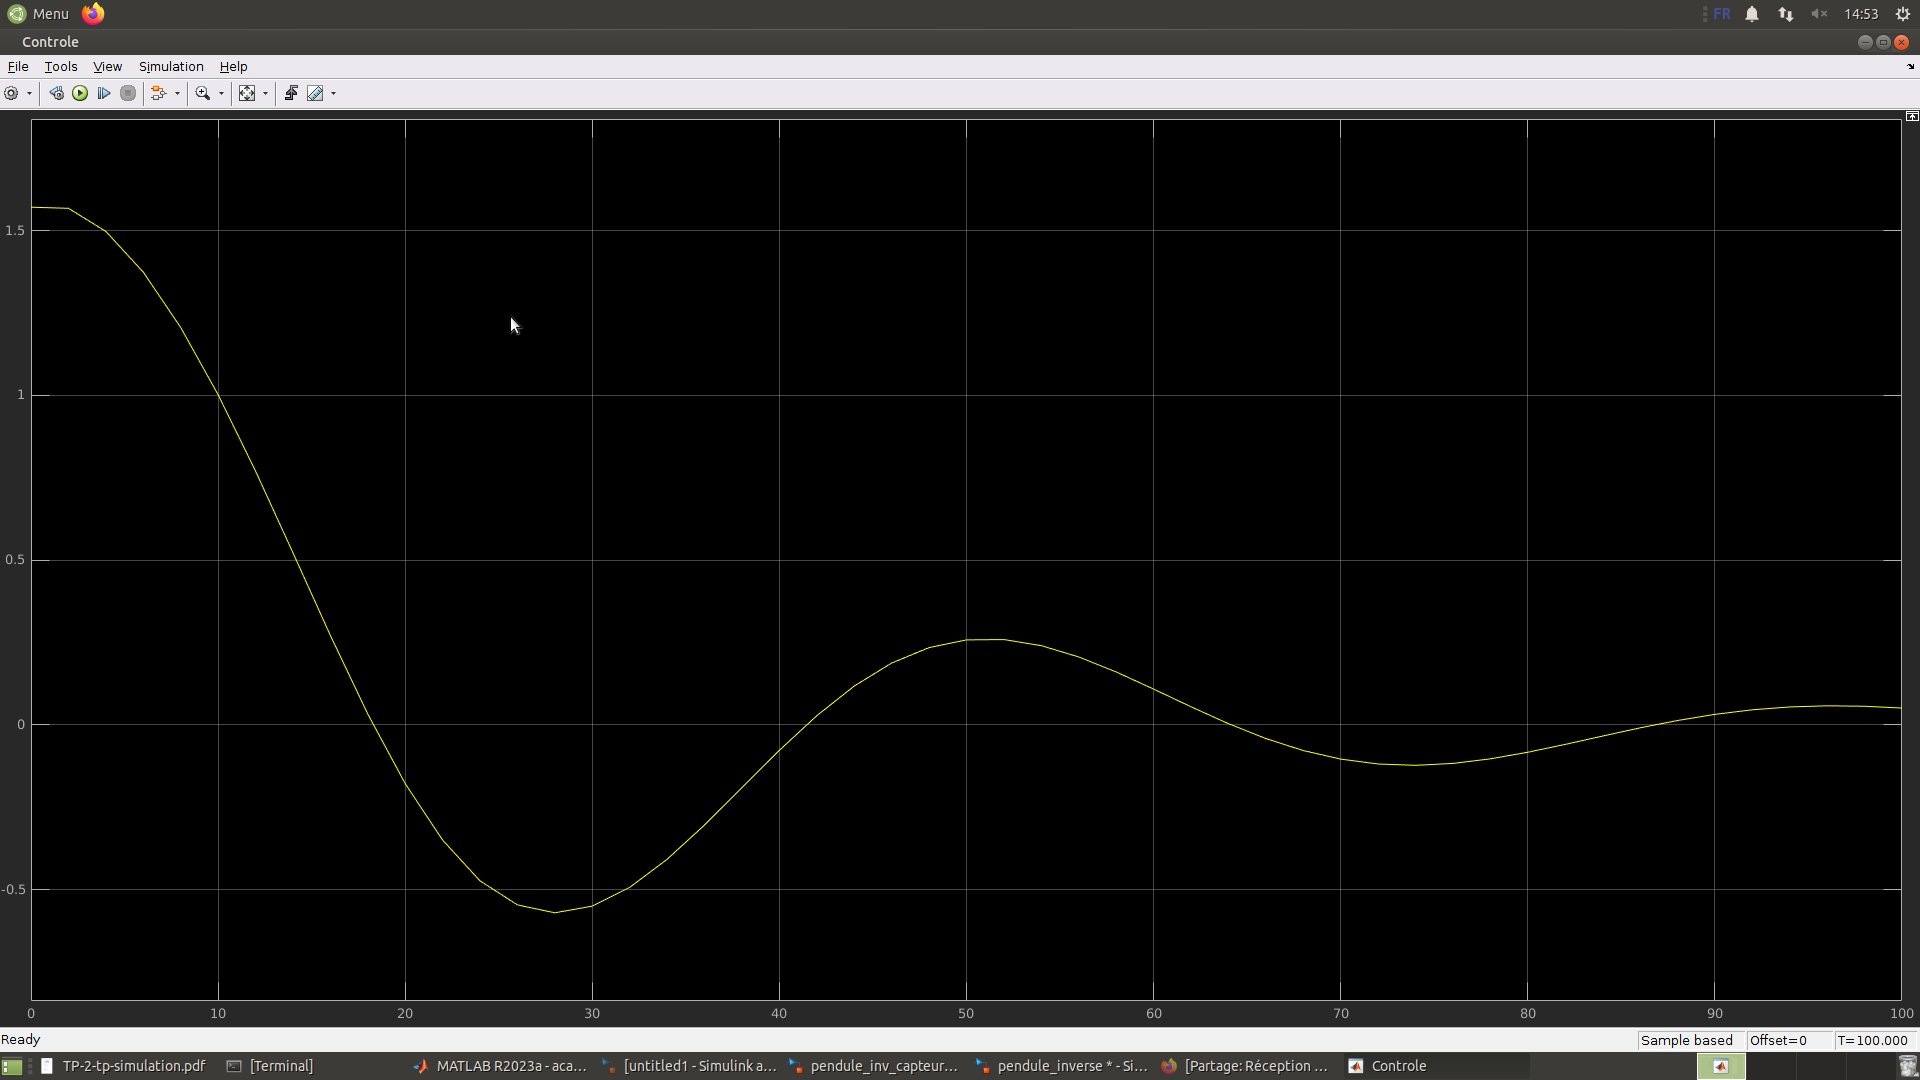 Menu FR 14:53
Controle
File Tools View Simulation Help
1.5
1
0.5
0
-0.5
0 10 20 30 40 50 60 70 80 90 100
Ready Sample based Offset=0 T=100.000
TP-2-tp-simulation.pdf [Terminal] MATLAB R2023a - aca... [untitled1 - Simulink a... pendule_inv_capteur... pendule_inverse * - Si... [Partage: Réception ... Controle